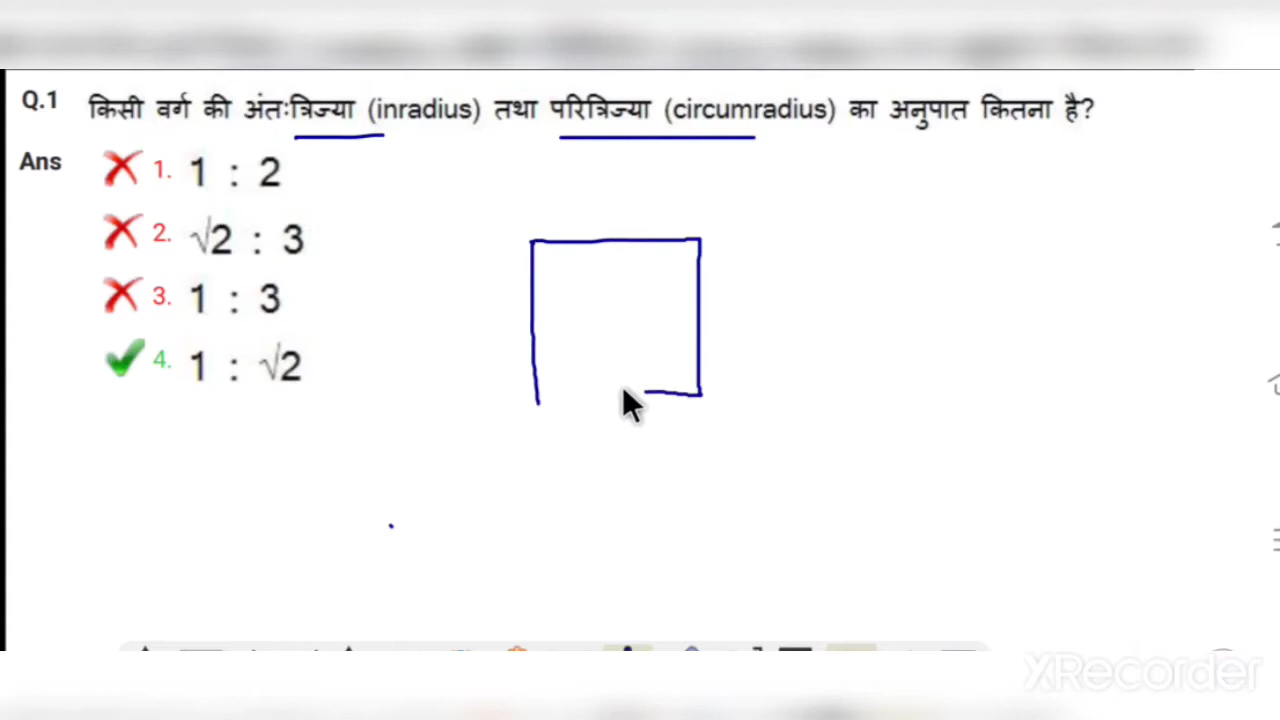 Q.1 किसी वर्ग की अंतःत्रिज्या (inradius) तथा परित्रिज्या (circumradius) का अनुपात कितना है?
Ans 1. 1 : 2
2. √2 : 3
3. 1 : 3
4. 1 : √2
XRecorder